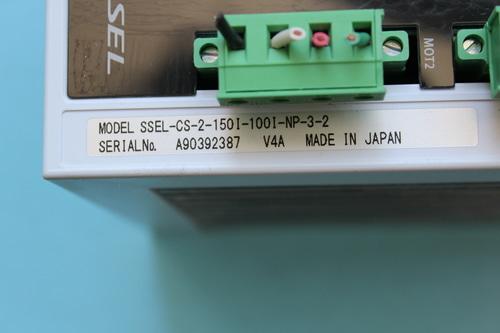 SEL
MOT2
MODEL SSEL-CS-2-150I-100I-NP-3-2
SERIALNo. A90392387 V4A MADE IN JAPAN